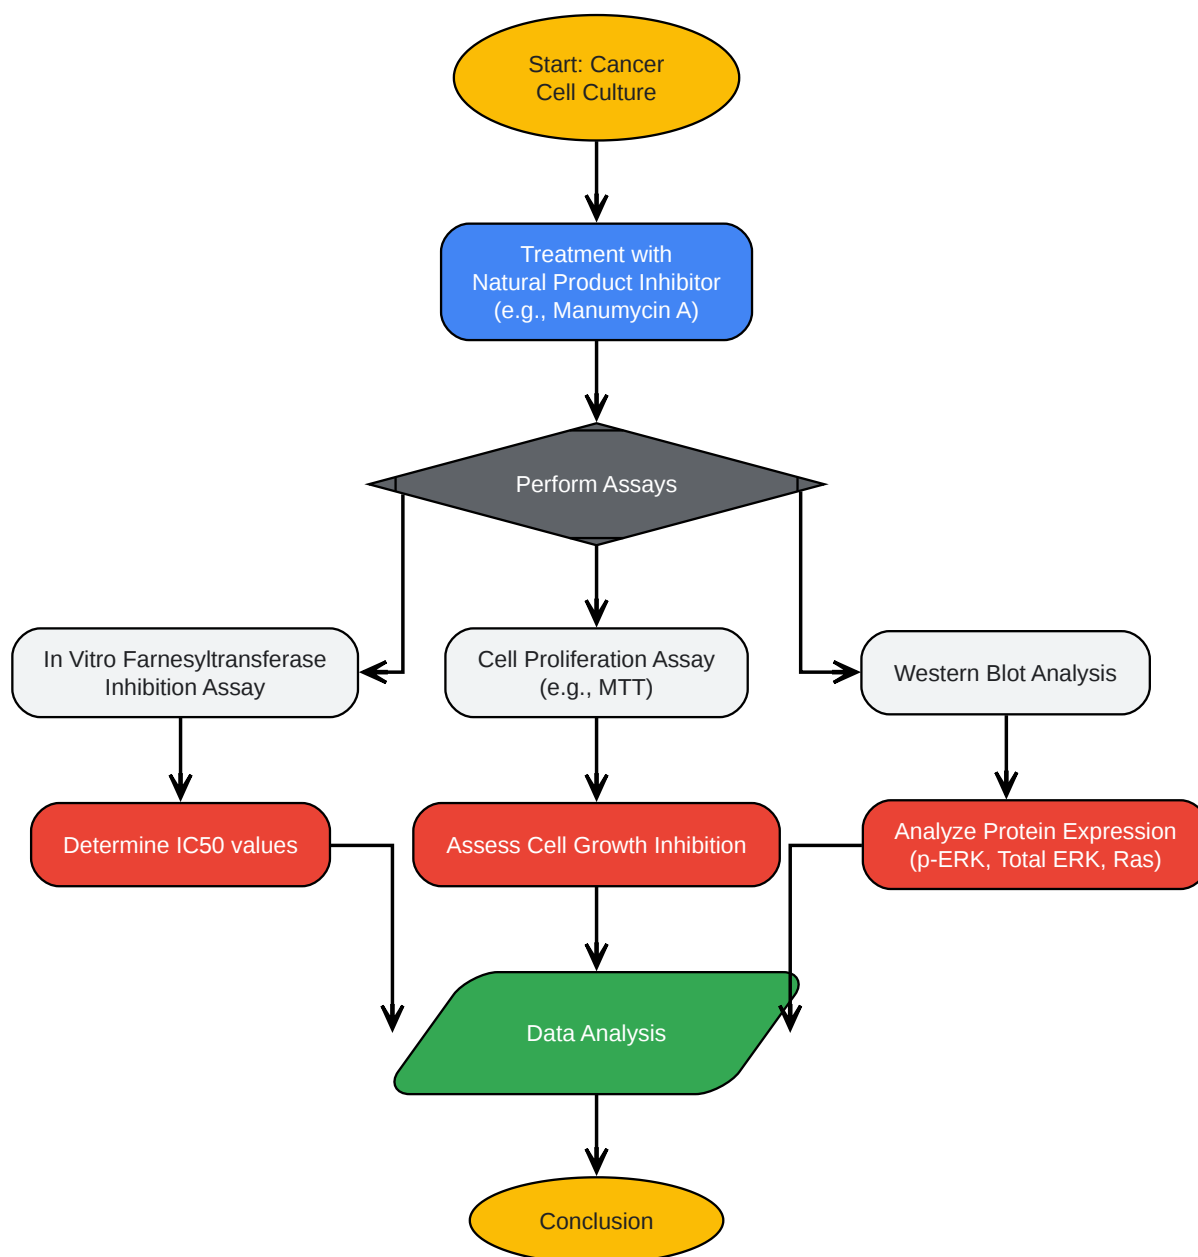 Start: Cancer
Cell Culture
Treatment with
Natural Product Inhibitor
(e.g., Manumycin A)
Perform Assays
In Vitro Farnesyltransferase
Inhibition Assay
Cell Proliferation Assay
(e.g., MTT)
Western Blot Analysis
Determine IC50 values
Assess Cell Growth Inhibition
Analyze Protein Expression
(p-ERK, Total ERK, Ras)
Data Analysis
Conclusion